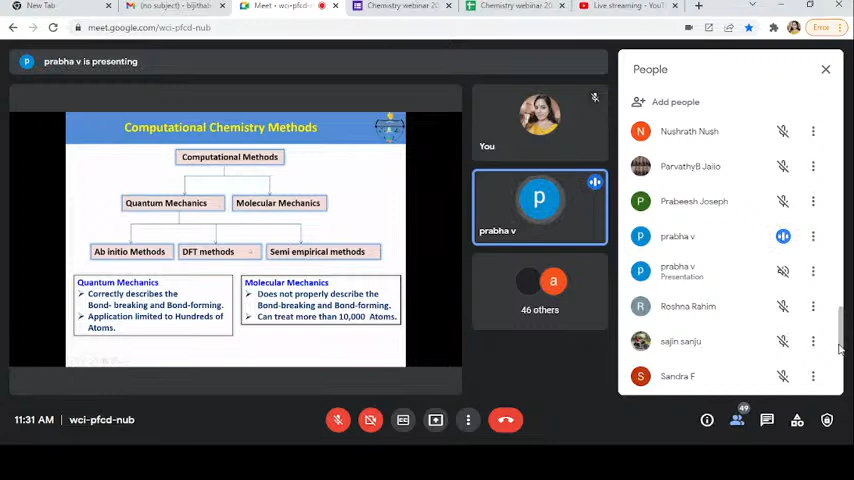 New Tab
(no subject) - bijithab
Meet - wci-pfcd-
Chemistry webinar 20
Chemistry webinar 20
Live streaming - YouT
meet.google.com/wci-pfcd-nub
Error
p prabha v is presenting
Computational Chemistry Methods
Computational Methods
Quantum Mechanics
Molecular Mechanics
Ab initio Methods
DFT methods
Semi empirical methods
Quantum Mechanics
Correctly describes the
Bond- breaking and Bond-forming.
Application limited to Hundreds of
Atoms.
Molecular Mechanics
Does not properly describe the
Bond-breaking and Bond-forming.
Can treat more than 10,000 Atoms.
You
p
prabha v
a
46 others
People
Add people
N Nushrath Nush
ParvathyB Jaiio
P Prabeesh Joseph
p prabha v
p prabha v
Presentation
R Roshna Rahim
sajin sanju
S Sandra F
11:31 AM | wci-pfcd-nub
49